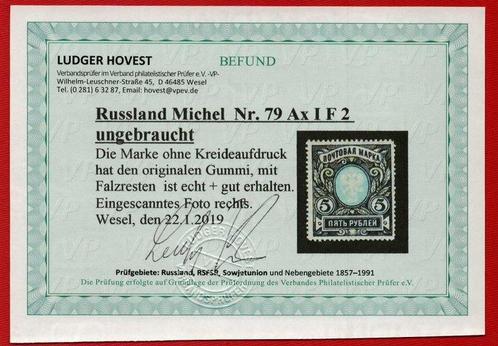 LUDGER HOVEST
BEFUND
Verbandsprüfer im Verband philatelistischer Prüfer e.V. -VP-
Wilhelm-Leuschner-Straße 45, D 46485 Wesel
Tel. (0 281) 6 32 87, Email: hovest@vpev.de
Russland Michel Nr. 79 Ax I F 2
ungebraucht
Die Marke ohne Kreideaufdruck
hat den originalen Gummi, mit
Falzresten ist echt + gut erhalten.
Eingescanntes Foto rechts.
Wesel, den 22.1.2019
ПОЧТОВАЯ МАРКА
5 5
ПЯТЬ РУБЛЕЙ
LUDGER HOVEST
Prüfgebiete: Russland, RSFSR, Sowjetunion und Nebengebiete 1857–1991
Die Prüfung erfolgt auf Grundlage der Prüfordnung des Verbandes Philatelistischer Prüfer e.V.